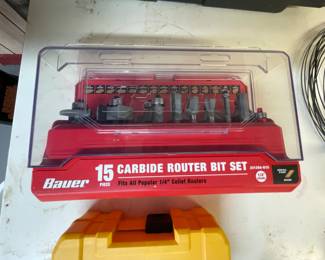 15 CARBIDE ROUTER BIT SET
PIECE
Bauer
Fits All Popular 1/4" Collet Routers